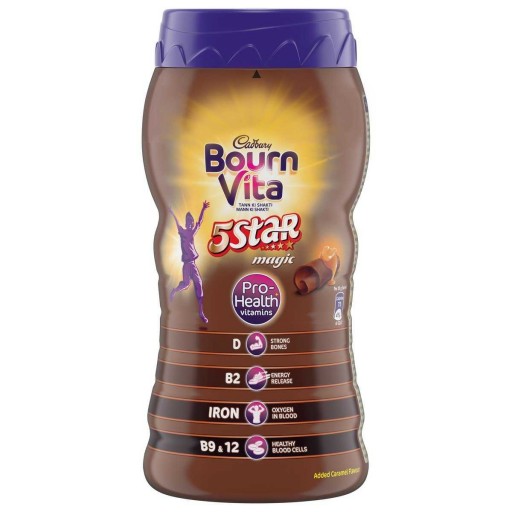 Cadbury
Bourn
Vita
TANN KI SHAKTI
MANN KI SHAKTI
5Star
magic
Pro-
Health
vitamins
D
STRONG
BONES
B2
ENERGY
RELEASE
IRON
OXYGEN
IN BLOOD
B9 & 12
HEALTHY
BLOOD CELLS
Added Caramel Flavour